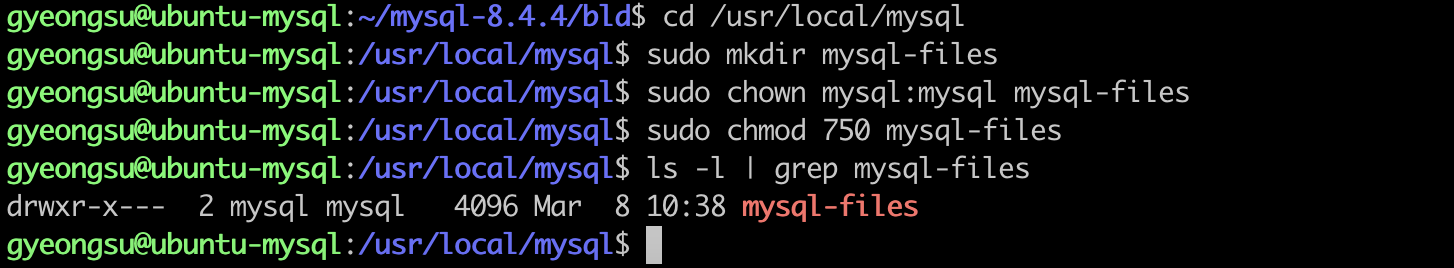 gyeongsu@ubuntu-mysql:~/mysql-8.4.4/bld$ cd /usr/local/mysql
gyeongsu@ubuntu-mysql:/usr/local/mysql$ sudo mkdir mysql-files
gyeongsu@ubuntu-mysql:/usr/local/mysql$ sudo chown mysql:mysql mysql-files
gyeongsu@ubuntu-mysql:/usr/local/mysql$ sudo chmod 750 mysql-files
gyeongsu@ubuntu-mysql:/usr/local/mysql$ ls -l | grep mysql-files
drwxr-x---  2 mysql mysql   4096 Mar  8 10:38 mysql-files
gyeongsu@ubuntu-mysql:/usr/local/mysql$